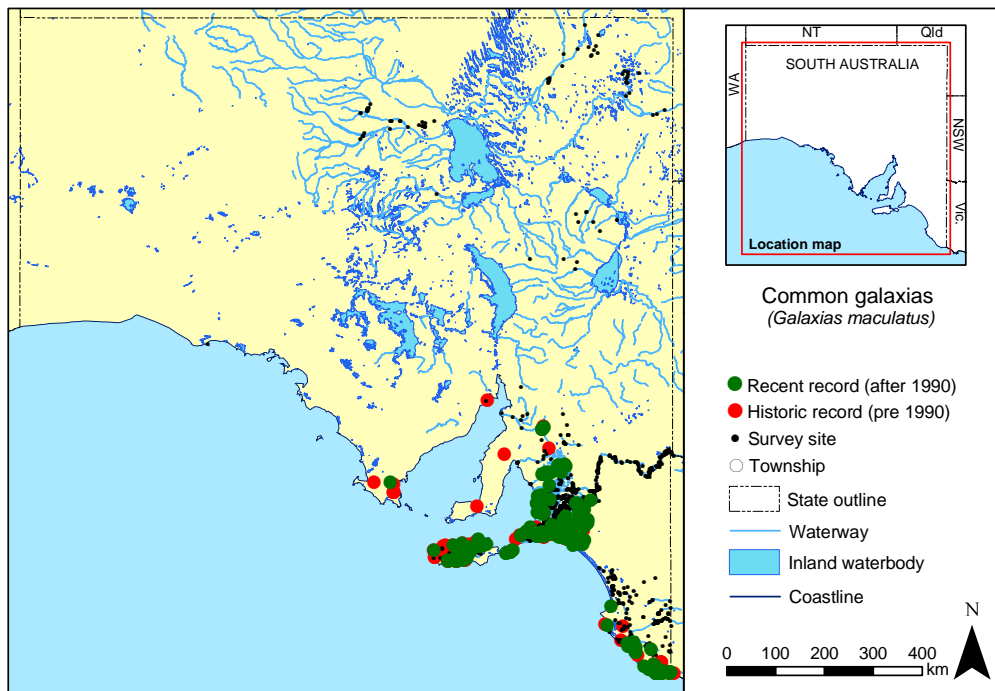 NT
Qld
SOUTH AUSTRALIA
WA
NSW
Vic.
Location map
Common galaxias
(Galaxias maculatus)
Recent record (after 1990)
Historic record (pre 1990)
Survey site
Township
State outline
Waterway
Inland waterbody
Coastline
N
0 100 200 300 400
km